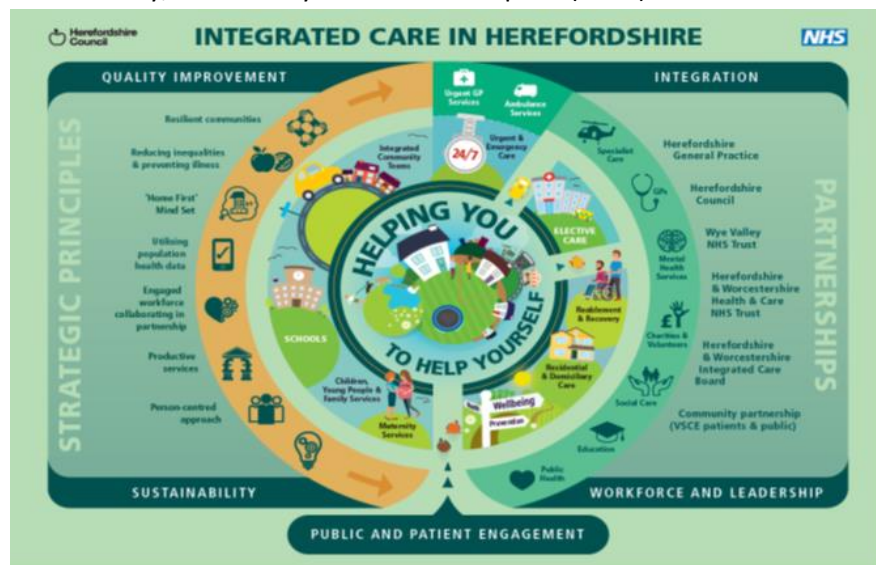 Herefordshire
Council
INTEGRATED CARE IN HEREFORDSHIRE
NHS
QUALITY IMPROVEMENT
INTEGRATION
STRATEGIC PRINCIPLES
Resilient communities
Reducing inequalities
& preventing illness
'Home First'
Mind Set
Utilising
population
health data
Engaged
workforce
collaborating in
partnership
Productive
services
Person-centred
approach
Urgent GP
Services
Ambulance
Services
Integrated
Community
Teams
24/7
Urgent &
Emergency
Care
ELECTIVE
CARE
Reablement
& Recovery
Residential
& Domiciliary
Care
Wellbeing
Prevention
Maternity
Services
Children,
Young People &
Family Services
SCHOOLS
HELPING YOU
TO HELP YOURSELF
Specialist
Care
GPs
Mental
Health
Services
Charities &
Volunteers
Social Care
Education
Public
Health
Herefordshire
General Practice
Herefordshire
Council
Wye Valley
NHS Trust
Herefordshire
& Worcestershire
Health & Care
NHS Trust
Herefordshire
& Worcestershire
Integrated Care
Board
Community partnership
(VSCE patients & public)
PARTNERSHIPS
SUSTAINABILITY
WORKFORCE AND LEADERSHIP
PUBLIC AND PATIENT ENGAGEMENT